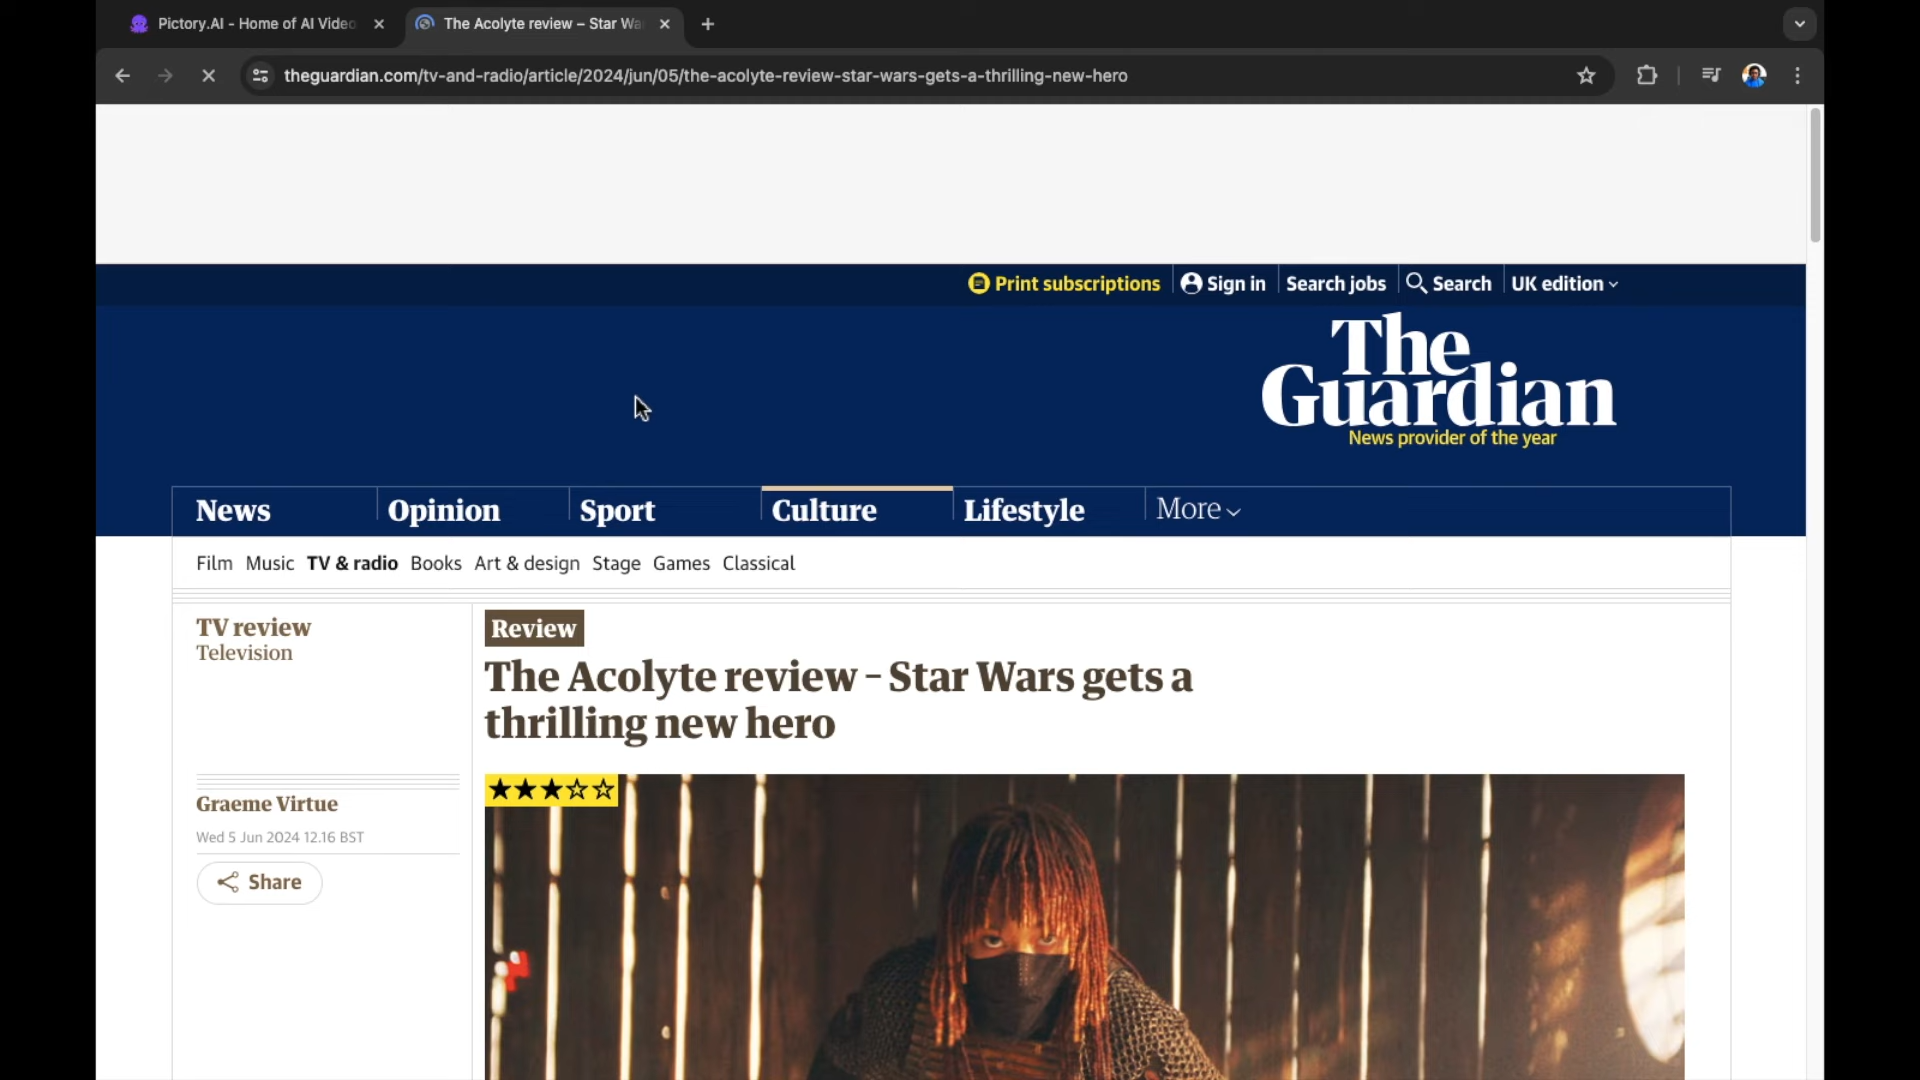 Pictory.AI - Home of AI Video
The Acolyte review – Star Wa
theguardian.com/tv-and-radio/article/2024/jun/05/the-acolyte-review-star-wars-gets-a-thrilling-new-hero
Print subscriptions
Sign in
Search jobs
Search
UK edition
The
Guardian
News provider of the year
News
Opinion
Sport
Culture
Lifestyle
More
Film
Music
TV & radio
Books
Art & design
Stage
Games
Classical
TV review
Television
Review
The Acolyte review – Star Wars gets a
thrilling new hero
Graeme Virtue
Wed 5 Jun 2024 12.16 BST
Share